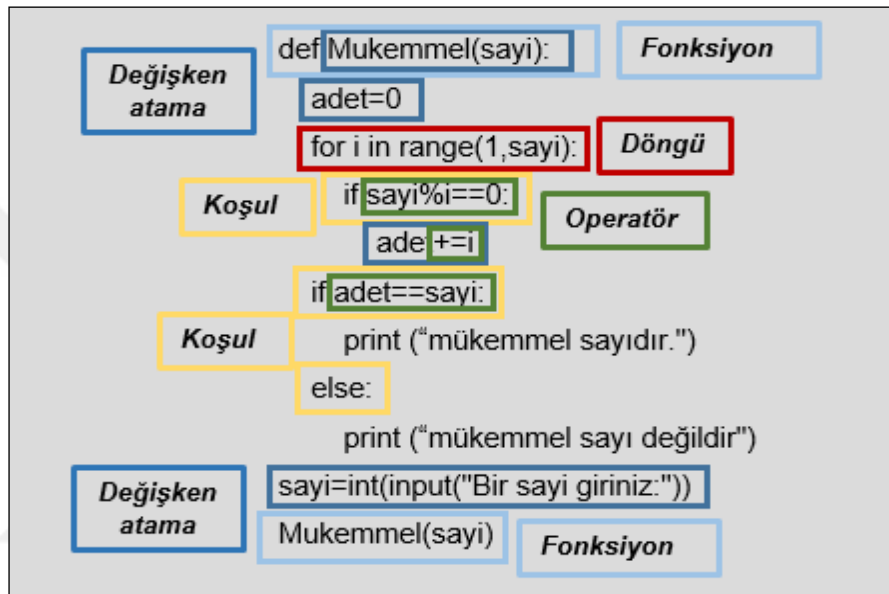 def Mukemmel(sayi):
Fonksiyon
Değişken
atama
adet=0
for i in range(1,sayi):
Döngü
Koşul
if sayi%i==0:
Operatör
adet+=i
if adet==sayi:
Koşul
print (“mükemmel sayıdır.")
else:
print (“mükemmel sayı değildir")
Değişken
atama
sayi=int(input("Bir sayi giriniz:"))
Mukemmel(sayi)
Fonksiyon